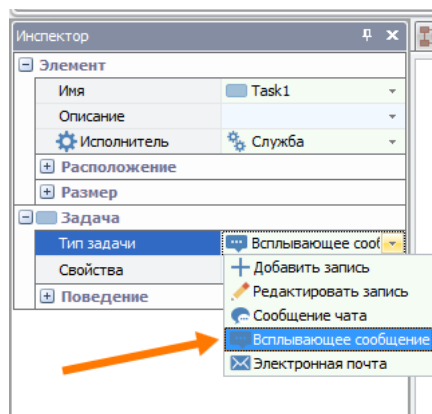 Инспектор
Элемент
Имя Task1
Описание
Исполнитель Служба
Расположение
Размер
Задача
Тип задачи Всплывающее сооб
Свойства
Добавить запись
Поведение
Редактировать запись
Сообщение чата
Всплывающее сообщение
Электронная почта